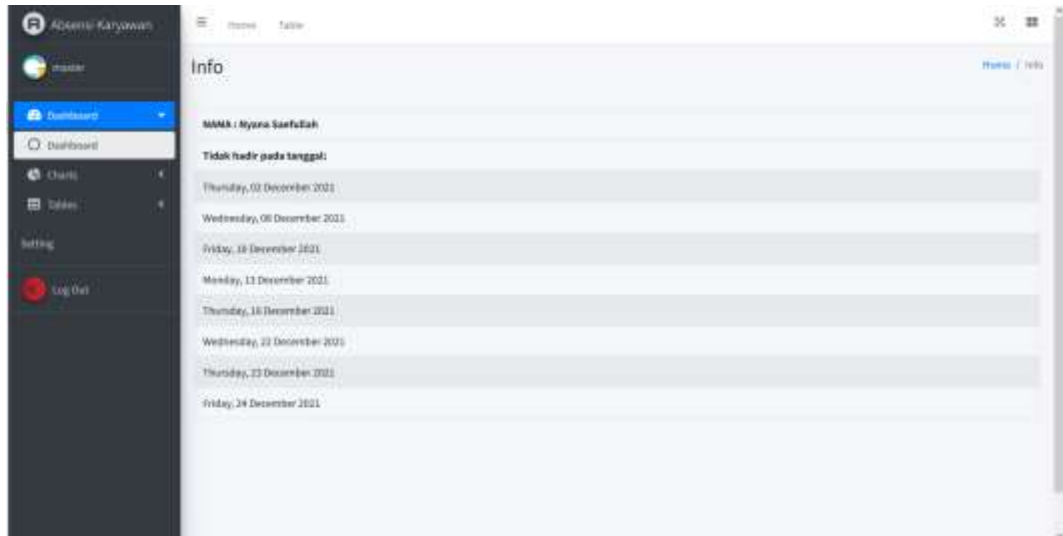 Absensi Karyawan
Home Table
master
Info
Home / Info
Dashboard
Dashboard
Charts
Tables
Setting
Log Out
NAMA : Nyana Saefullah
Tidak hadir pada tanggal:
Thursday, 02 December 2021
Wednesday, 08 December 2021
Friday, 10 December 2021
Monday, 13 December 2021
Thursday, 16 December 2021
Wednesday, 22 December 2021
Thursday, 23 December 2021
Friday, 24 December 2021